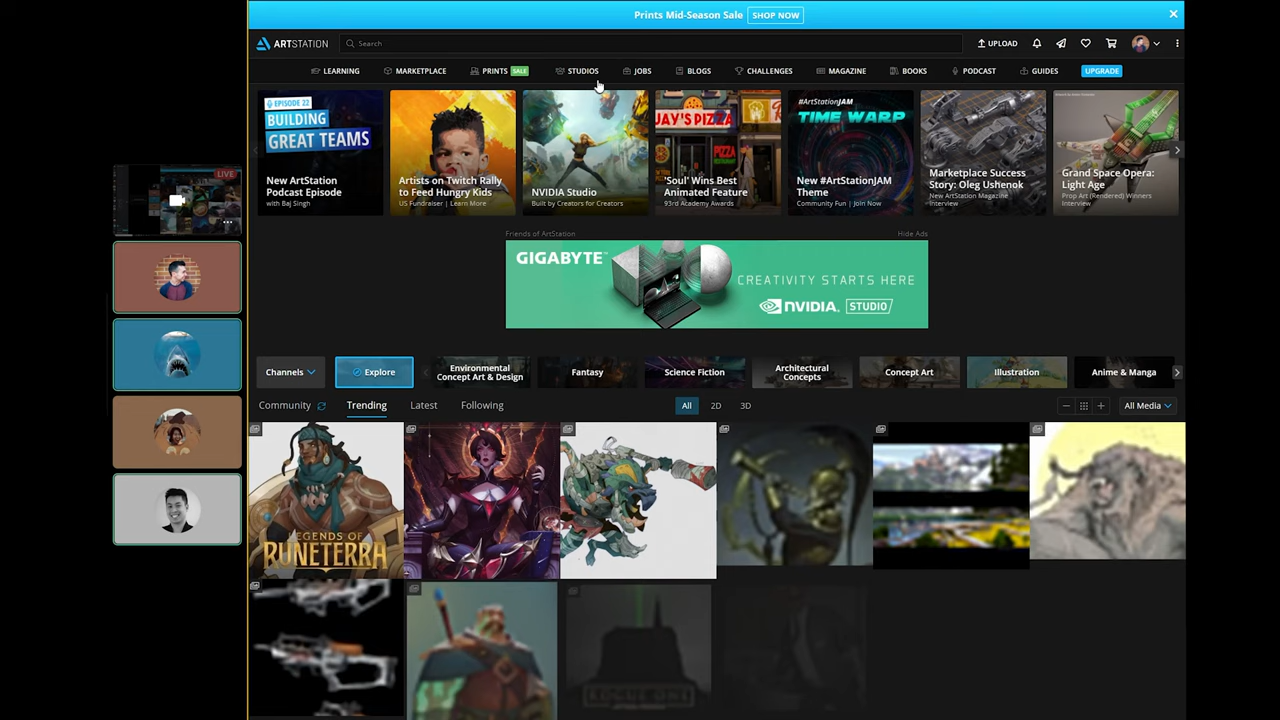 Prints Mid-Season Sale SHOP NOW
ARTSTATION Search UPLOAD
LEARNING MARKETPLACE PRINTS SALE STUDIOS JOBS BLOGS CHALLENGES MAGAZINE BOOKS PODCAST GUIDES UPGRADE
EPISODE 22
BUILDING
GREAT TEAMS
New ArtStation
Podcast Episode
with Baj Singh
Artists on Twitch Rally
to Feed Hungry Kids
US Fundraiser | Learn More
NVIDIA Studio
Built by Creators for Creators
JAY'S PIZZA
PIZZA
'Soul' Wins Best
Animated Feature
93rd Academy Awards
#ArtStationJAM
TIME WARP
New #ArtStationJAM
Theme
Community Fun | Join Now
Marketplace Success
Story: Oleg Ushenok
New ArtStation Magazine
Interview
Grand Space Opera:
Light Age
Prop Art (Rendered) Winners
Interview
LIVE
Friends of ArtStation Hide Ads
GIGABYTE
CREATIVITY STARTS HERE
NVIDIA. STUDIO
Channels Explore Environmental
Concept Art & Design Fantasy Science Fiction Architectural
Concepts Concept Art Illustration Anime & Manga
Community Trending Latest Following All 2D 3D All Media
LEGENDS OF
RUNETERRA